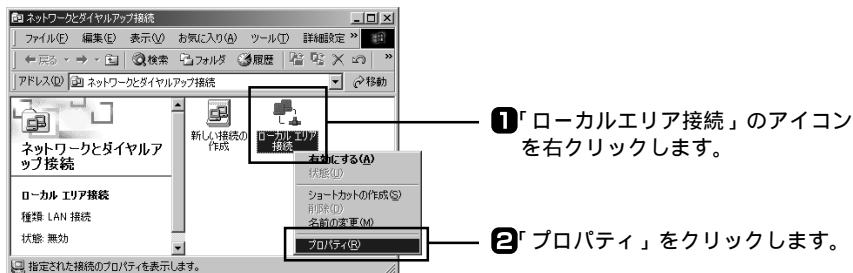 ネットワークとダイヤルアップ接続
ファイル(F) 編集(E) 表示(V) お気に入り(A) ツール(T) 詳細設定 »
戻る 検索 フォルダ 履歴 »
アドレス(D) ネットワークとダイヤルアップ接続 移動
ネットワークとダイヤルア
ップ接続
ローカル エリア接続
種類: LAN 接続
状態: 無効
新しい接続の
作成
ローカル エリア
接続
有効にする(A)
状態(U)
ショートカットの作成(S)
削除(D)
名前の変更(M)
プロパティ(R)
指定された接続のプロパティを表示します。
1「ローカルエリア接続」のアイコン
を右クリックします。
2「プロパティ」をクリックします。